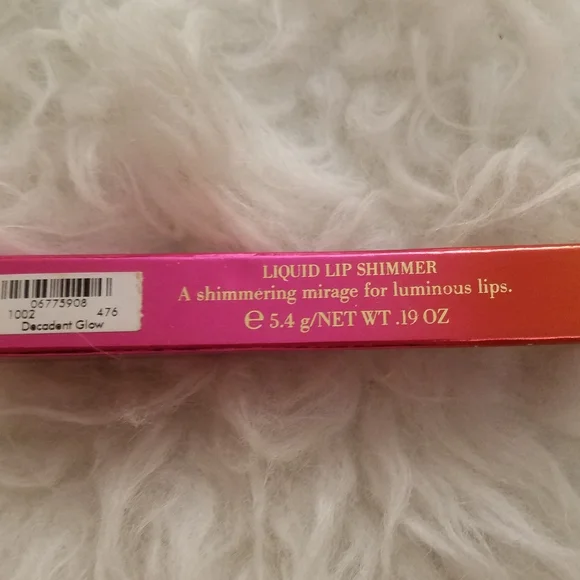 06775908
1002 476
Decadent Glow
LIQUID LIP SHIMMER
A shimmering mirage for luminous lips.
℮ 5.4 g/NET WT .19 OZ